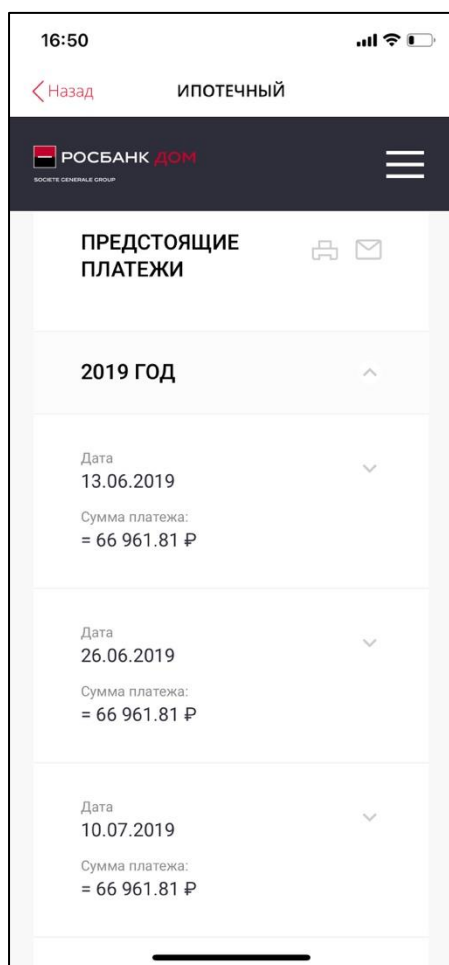 16:50
Назад
ИПОТЕЧНЫЙ
РОСБАНК ДОМ
SOCIETE GENERALE GROUP
ПРЕДСТОЯЩИЕ
ПЛАТЕЖИ
2019 ГОД
Дата
13.06.2019
Сумма платежа:
= 66 961.81 ₽
Дата
26.06.2019
Сумма платежа:
= 66 961.81 ₽
Дата
10.07.2019
Сумма платежа:
= 66 961.81 ₽